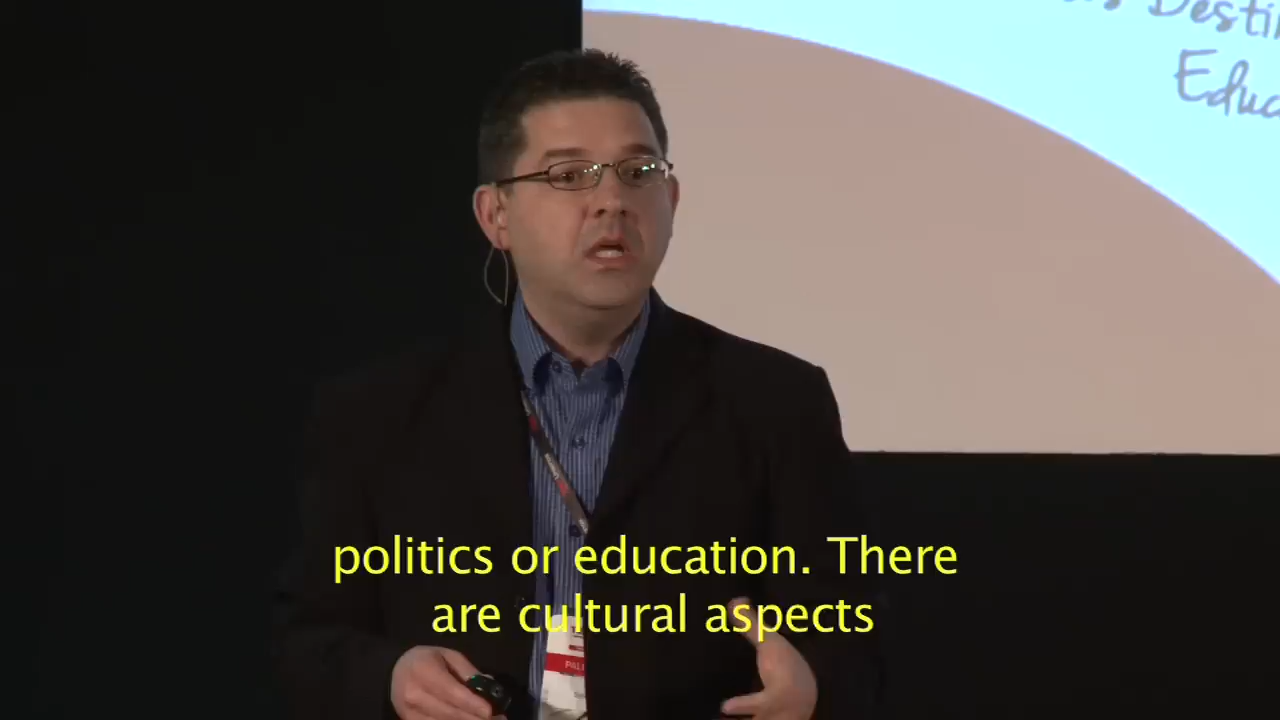 Educ
politics or education. There
are cultural aspects